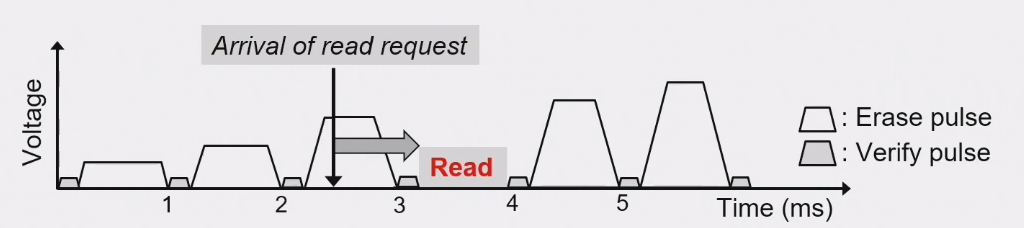 Arrival of read request
Voltage
: Erase pulse
: Verify pulse
Read
1 2 3 4 5
Time (ms)